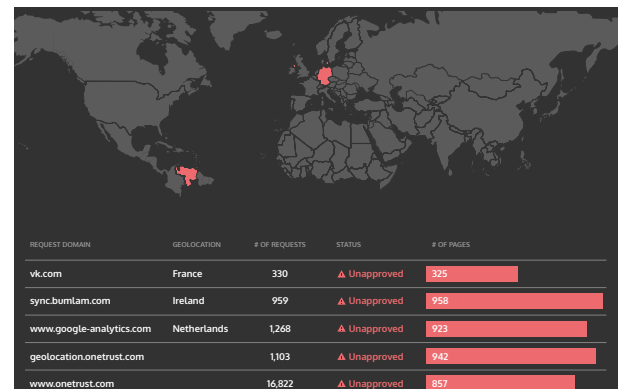 REQUEST DOMAIN GEOLOCATION # OF REQUESTS STATUS # OF PAGES
vk.com France 330 Unapproved 325
sync.bumlam.com Ireland 959 Unapproved 958
www.google-analytics.com Netherlands 1,268 Unapproved 923
geolocation.onetrust.com 1,103 Unapproved 942
www.onetrust.com 16,822 Unapproved 857